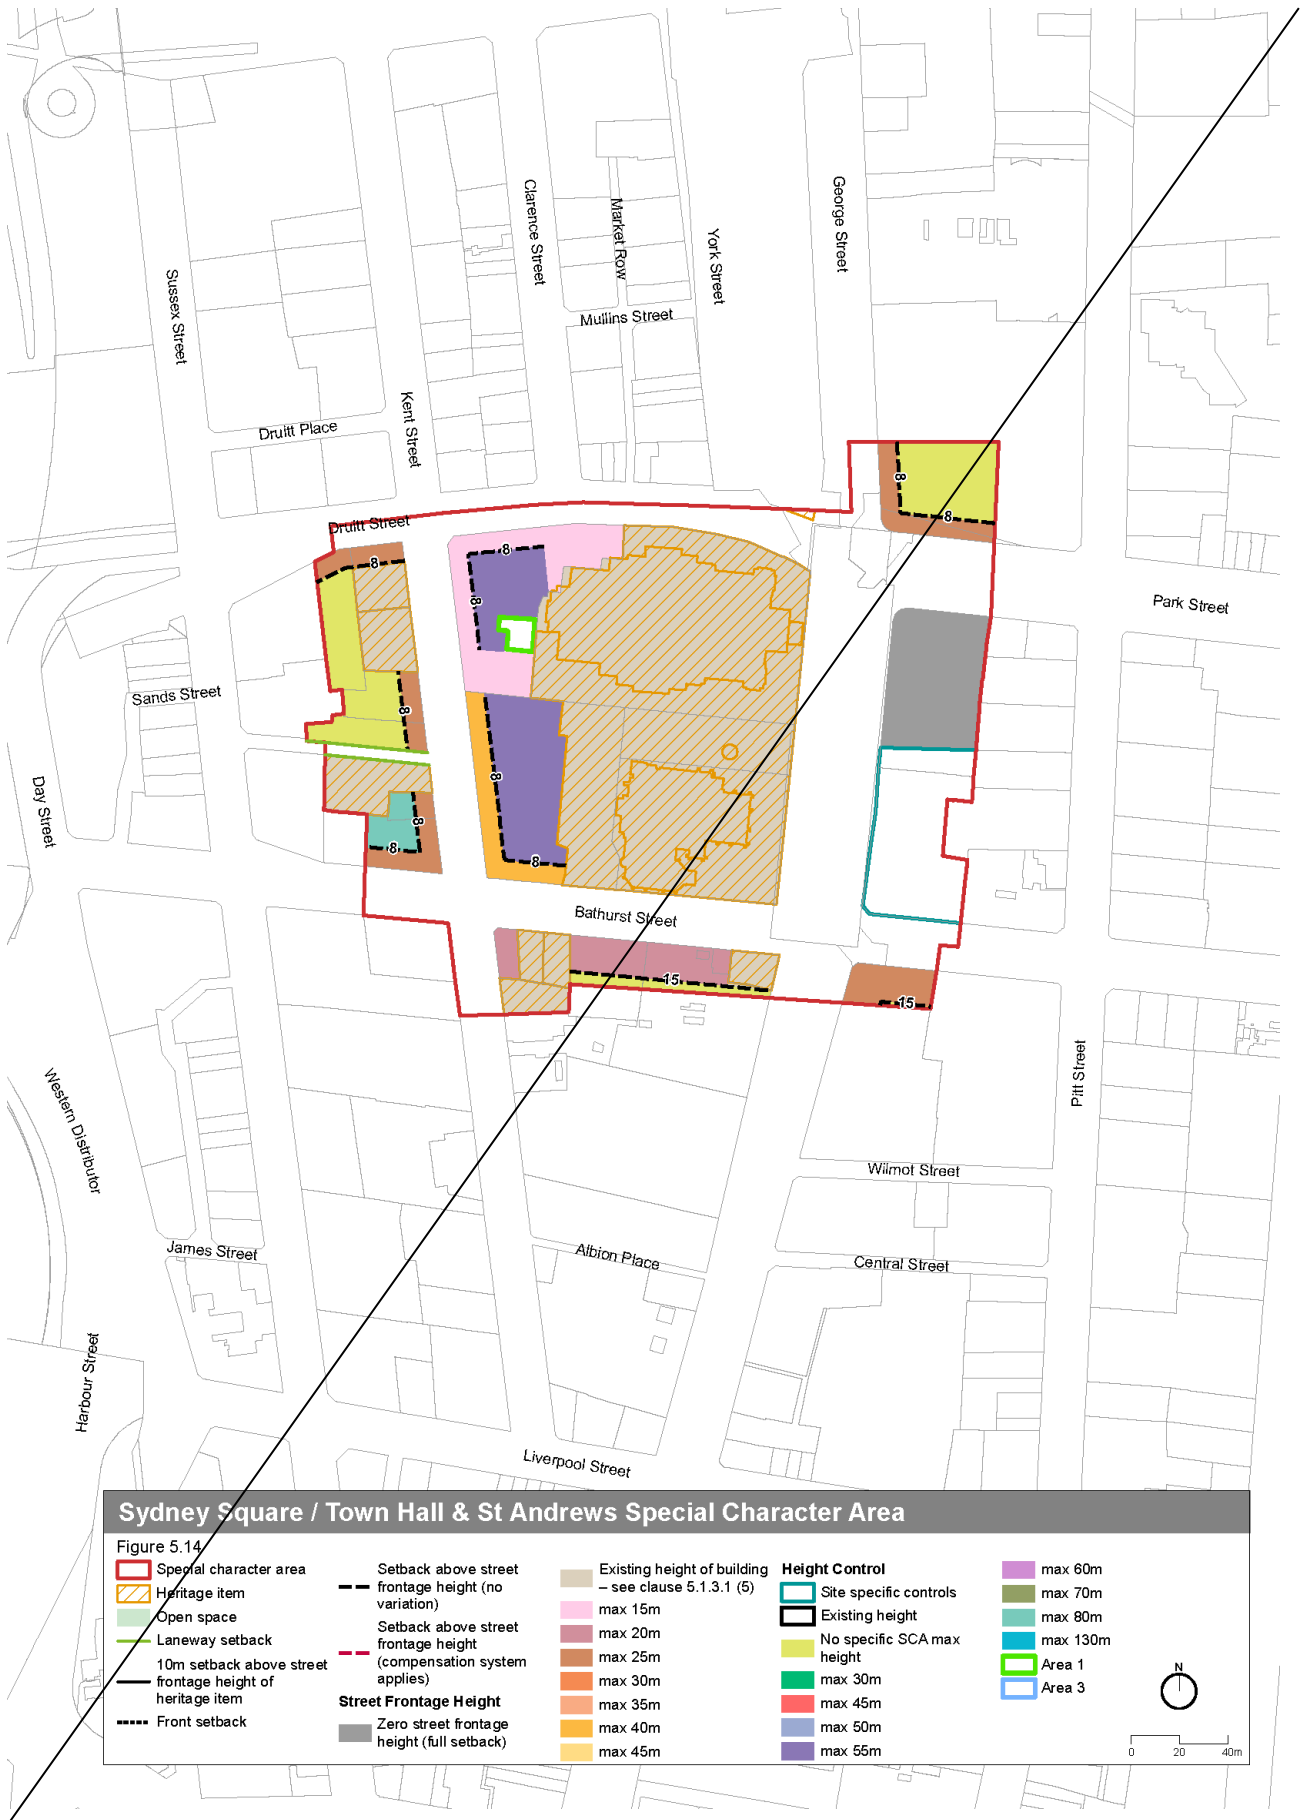 Clarence Street
Market Row
York Street
George Street
Sussex Street
Mullins Street
Kent Street
Druitt Place
Druitt Street
8
8
8
8
8
Park Street
Sands Street
8
8
Day Street
8
8
8
Bathurst Street
15
15
Pitt Street
Western Distributor
Wilmot Street
James Street
Albion Place
Central Street
Harbour Street
Liverpool Street
Sydney Square / Town Hall & St Andrews Special Character Area
Figure 5.14
Special character area
Heritage item
Open space
Laneway setback
10m setback above street
frontage height of
heritage item
Front setback
Setback above street
frontage height (no
variation)
Setback above street
frontage height
(compensation system
applies)
Street Frontage Height
Zero street frontage
height (full setback)
Existing height of building
– see clause 5.1.3.1 (5)
max 15m
max 20m
max 25m
max 30m
max 35m
max 40m
max 45m
Height Control
Site specific controls
Existing height
No specific SCA max
height
max 30m
max 45m
max 50m
max 55m
max 60m
max 70m
max 80m
max 130m
Area 1
Area 3
N
0 20 40m